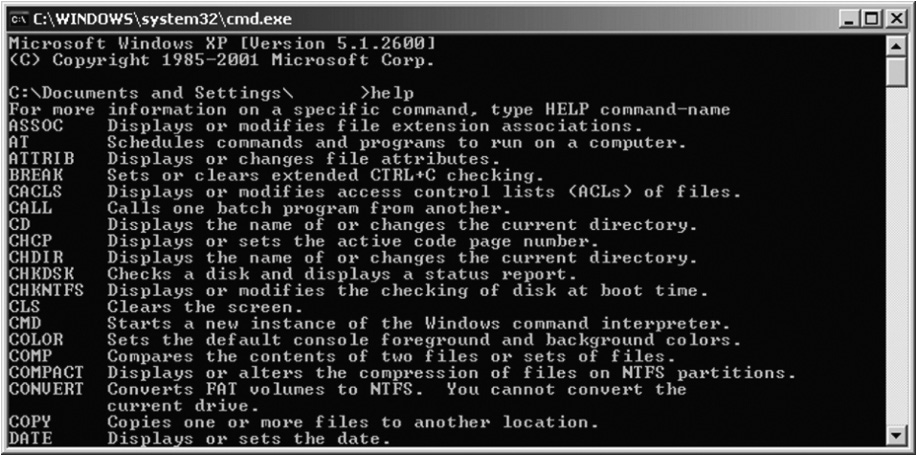 C:\WINDOWS\system32\cmd.exe
Microsoft Windows XP [Version 5.1.2600]
(C) Copyright 1985-2001 Microsoft Corp.
C:\Documents and Settings\      >help
For more information on a specific command, type HELP command-name
ASSOC    Displays or modifies file extension associations.
AT       Schedules commands and programs to run on a computer.
ATTRIB   Displays or changes file attributes.
BREAK    Sets or clears extended CTRL+C checking.
CACLS    Displays or modifies access control lists (ACLs) of files.
CALL     Calls one batch program from another.
CD       Displays the name of or changes the current directory.
CHCP     Displays or sets the active code page number.
CHDIR    Displays the name of or changes the current directory.
CHKDSK   Checks a disk and displays a status report.
CHKNTFS  Displays or modifies the checking of disk at boot time.
CLS      Clears the screen.
CMD      Starts a new instance of the Windows command interpreter.
COLOR    Sets the default console foreground and background colors.
COMP     Compares the contents of two files or sets of files.
COMPACT  Displays or alters the compression of files on NTFS partitions.
CONVERT  Converts FAT volumes to NTFS.  You cannot convert the
         current drive.
COPY     Copies one or more files to another location.
DATE     Displays or sets the date.